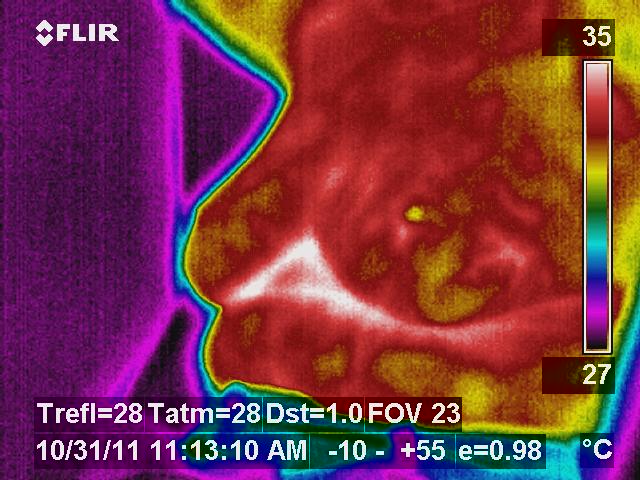 FLIR
35
27
Trefl=28 Tatm=28 Dst=1.0 FOV 23
10/31/11 11:13:10 AM -10 - +55 e=0.98 °C